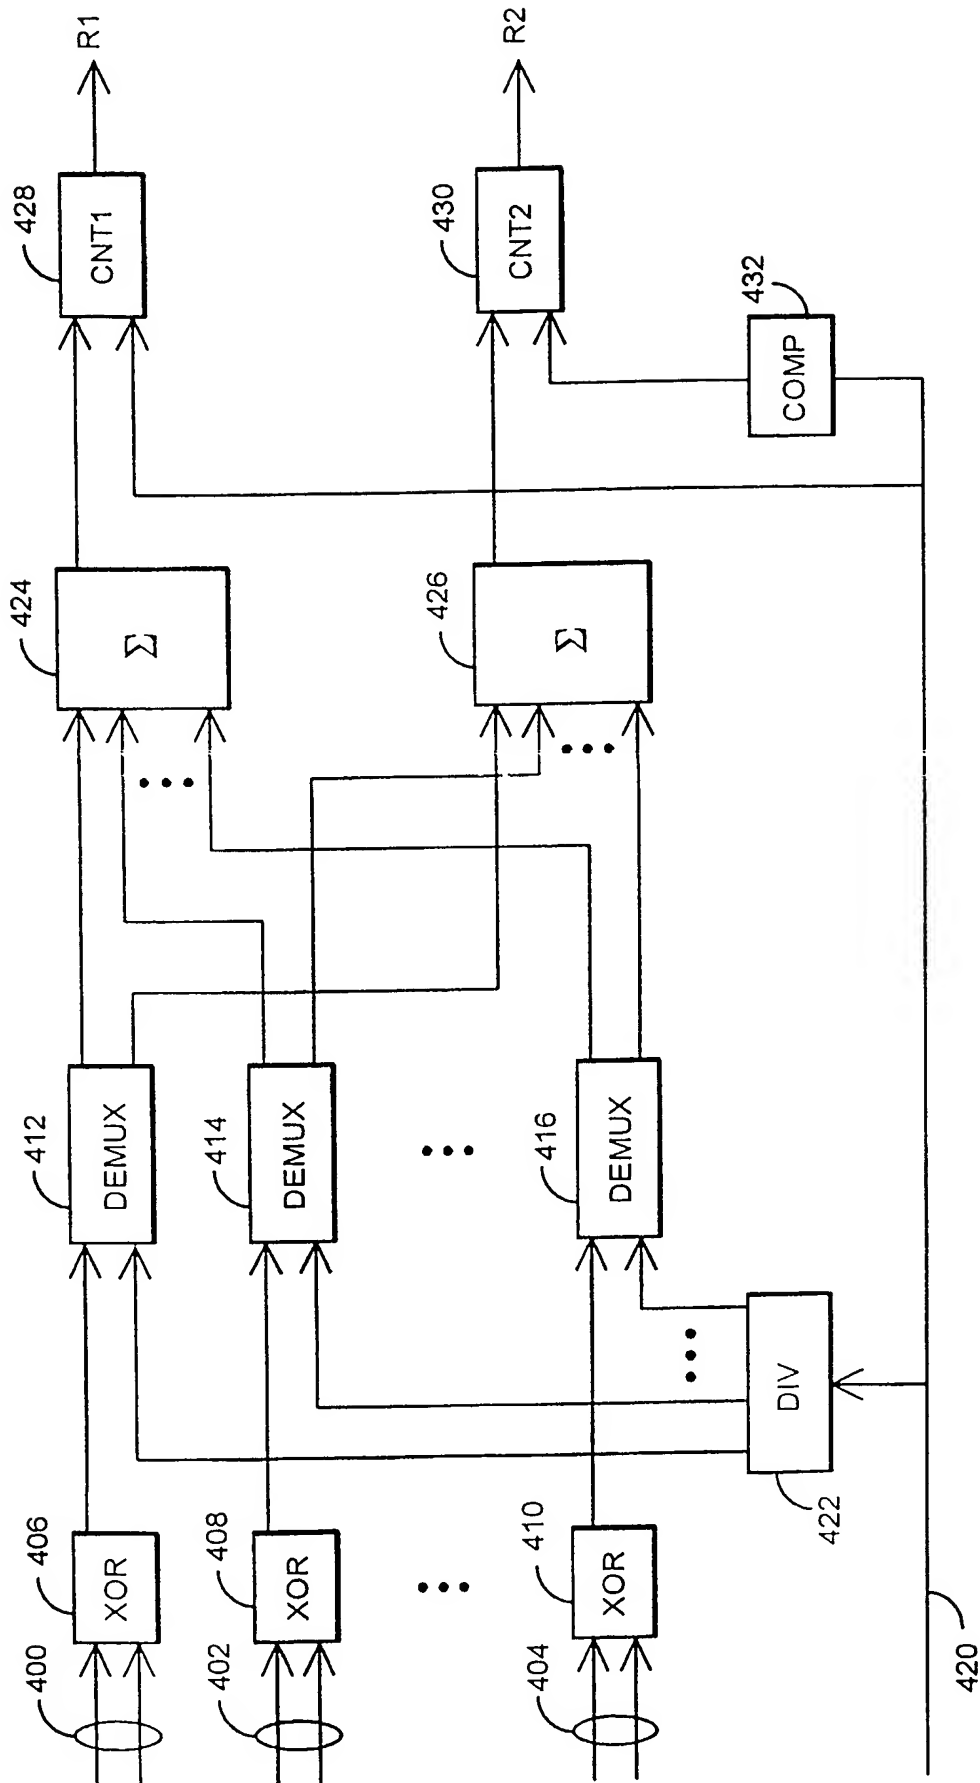 400
XOR
406
DEMUX
412
Σ
424
CNT1
428
R1
402
XOR
408
DEMUX
414
Σ
426
CNT2
430
R2
404
XOR
410
DEMUX
416
DIV
422
COMP
432
420